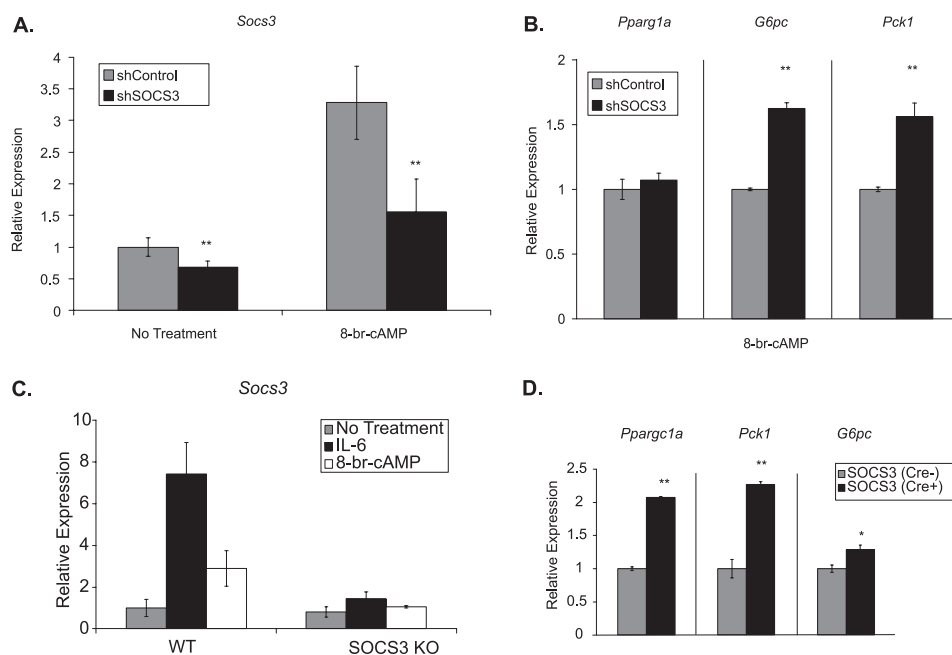 A.
Socs3
shControl
shSOCS3
Relative Expression
4
3.5
3
2.5
2
1.5
1
0.5
0
**
**
No Treatment
8-br-cAMP
B.
Pparg1a
G6pc
Pck1
shControl
shSOCS3
Relative Expression
2
1.5
1
0.5
0
**
**
8-br-cAMP
C.
Socs3
No Treatment
IL-6
8-br-cAMP
Relative Expression
10
8
6
4
2
0
WT
SOCS3 KO
D.
Ppargc1a
Pck1
G6pc
SOCS3 (Cre-)
SOCS3 (Cre+)
Relative Expression
2.5
2
1.5
1
0.5
0
**
**
*